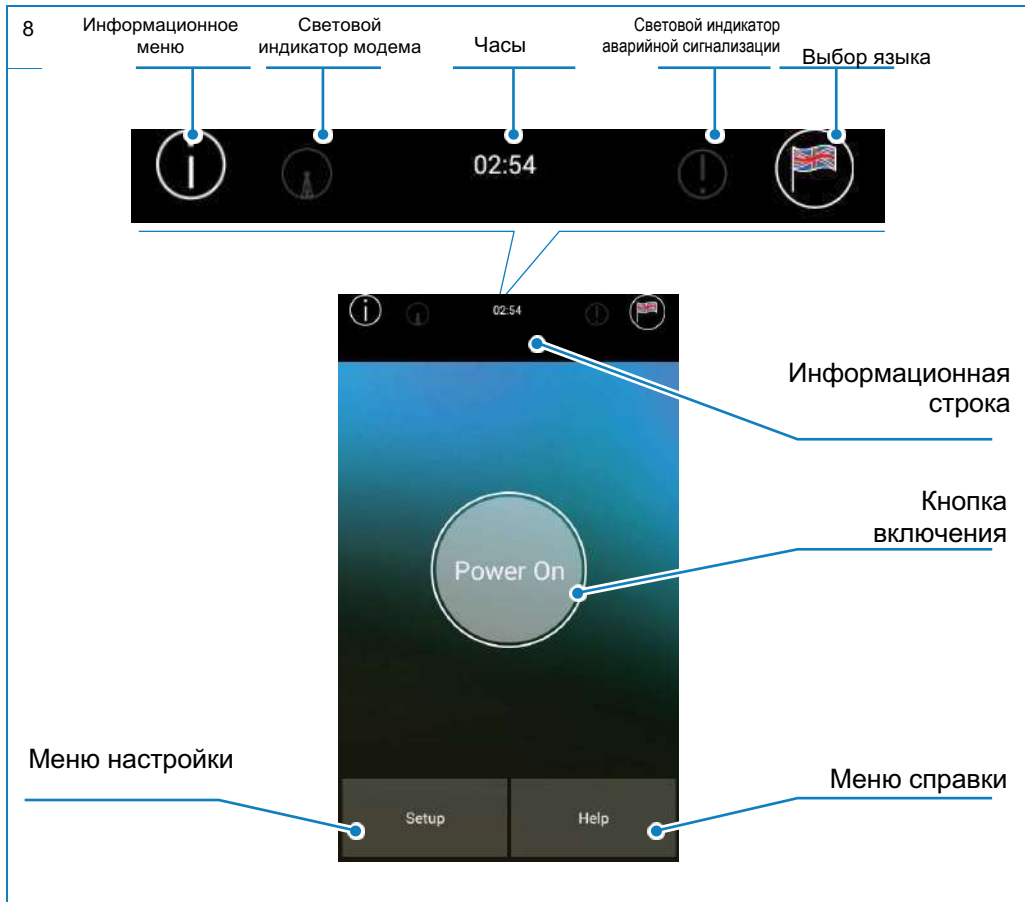 8
Информационное
меню
Световой
индикатор модема
Часы
Световой индикатор
аварийной сигнализации
Выбор языка
02:54
02:54
Информационная
строка
Кнопка
включения
Power On
Меню настройки
Меню справки
Setup
Help